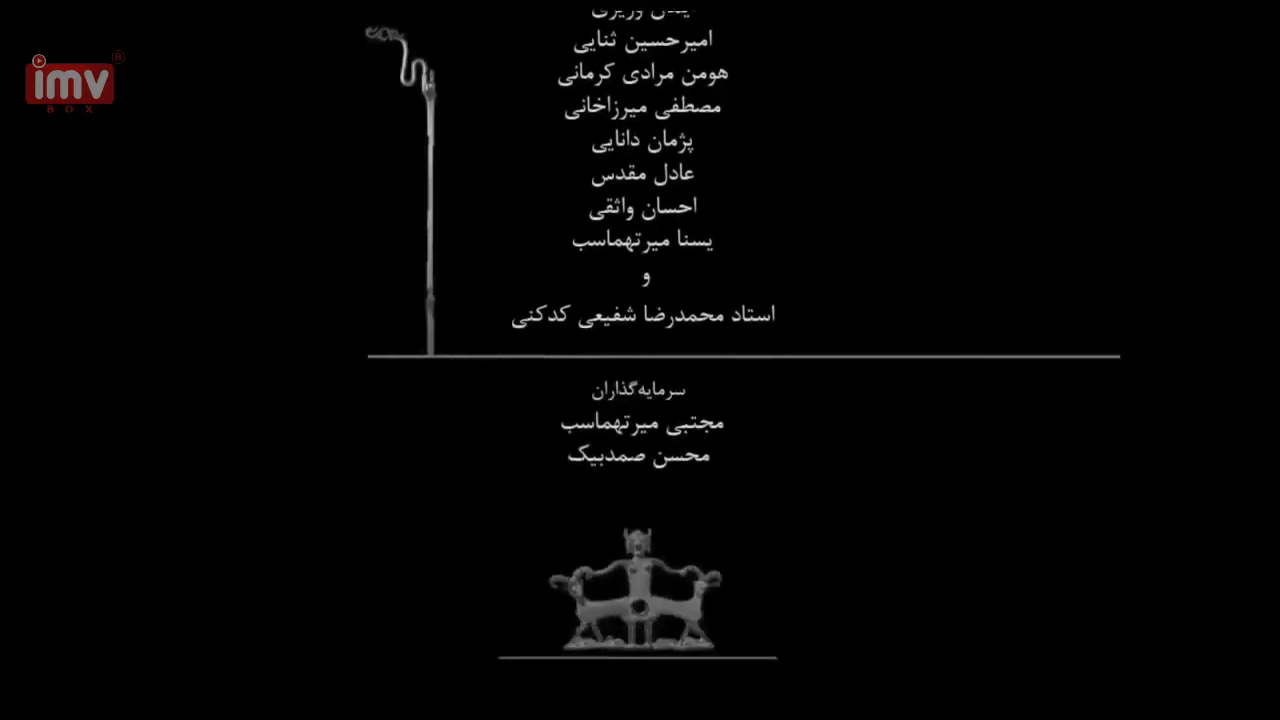 imv
BOX
امیرحسین ثنایی
هومن مرادی کرمانی
مصطفی میرزاخانی
پژمان دانایی
عادل مقدس
احسان واثقی
یسنا میرتهماسب
و
استاد محمدرضا شفیعی کدکنی
سرمایه‌گذاران
مجتبی میرتهماسب
محسن صمدبیک